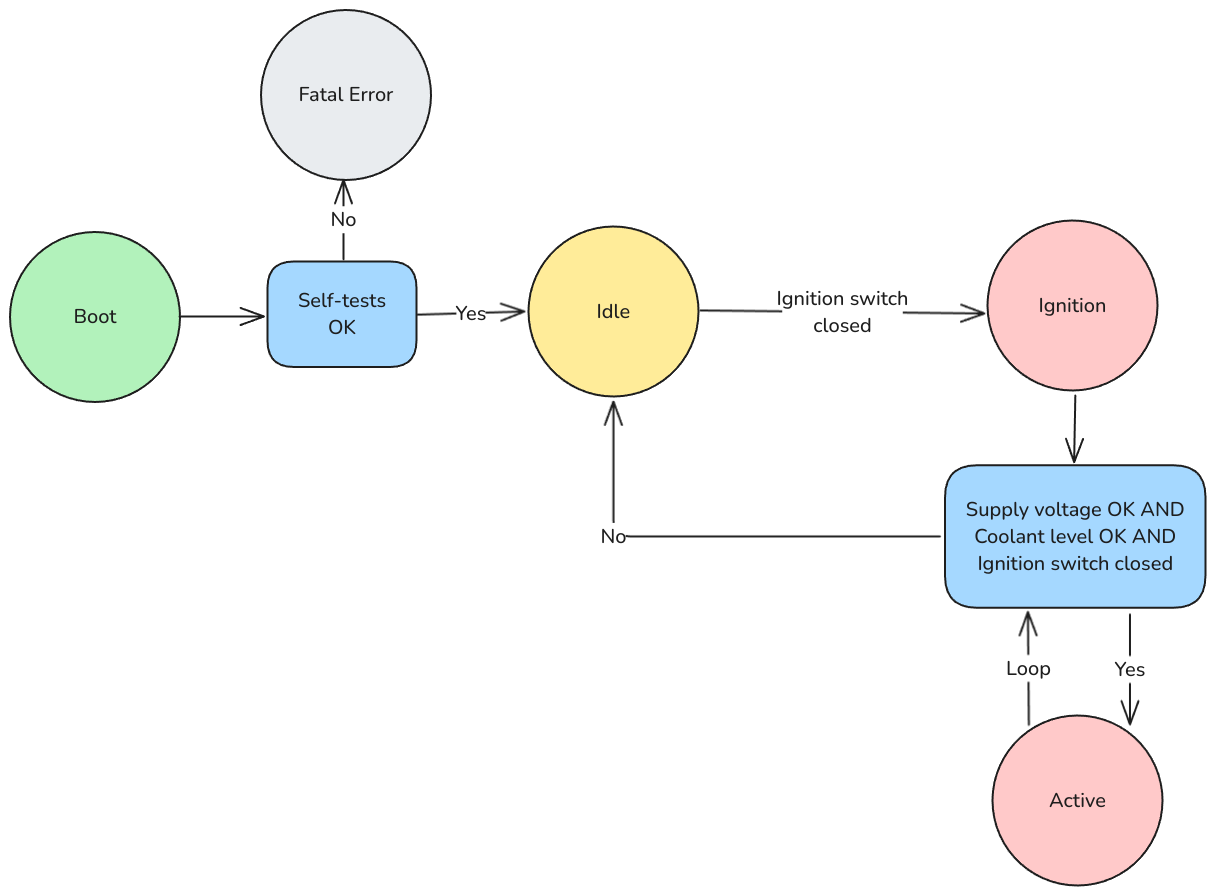 Fatal Error
No
Boot
Self-tests
OK
Yes
Idle
Ignition switch
closed
Ignition
Supply voltage OK AND
Coolant level OK AND
Ignition switch closed
No
Loop
Yes
Active